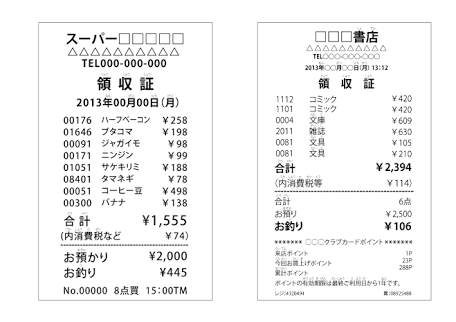 スーパー□□□□□
△△△△△△△△△△△
TEL000-000-000
領 収 証
2013年00月00日(月)
00176 ハーフベーコン ¥258
01646 ブタコマ ¥198
00091 ジャガイモ ¥98
00171 ニンジン ¥99
01051 サケキリミ ¥188
08401 タマネギ ¥78
00051 コーヒー豆 ¥498
00300 バナナ ¥138
合 計 ¥1,555
(内消費税など ¥74)
お預かり ¥2,000
お釣り ¥445
No.00000 8点買 15:00TM
□□□書店
△△△△△△△△△△△
TEL○○○-○○○-○○○
2013年○○月○○日(月) 13:12
領 収 証
1112 コミック ¥420
1101 コミック ¥420
0004 文庫 ¥609
2011 雑誌 ¥630
0081 文具 ¥105
0081 文具 ¥210
合計 ¥2,394
(内消費税等 ¥114)
合計 6点
お預り ¥2,500
お釣り ¥106
******* ○○○クラブカードポイント *******
来店ポイント 1P
今回お買上げポイント 23P
累計ポイント 288P
ポイントの有効期限は最終ご利用日から1年です。
レジ:4320494 責:08925488